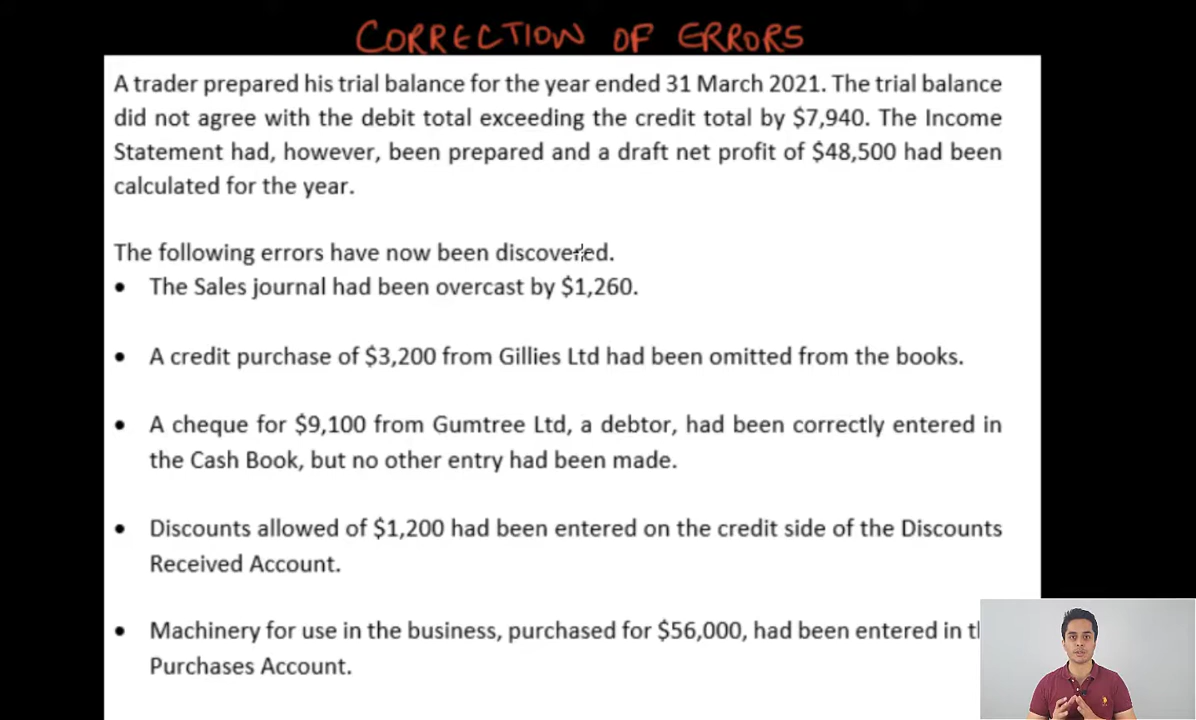 CORRECTION OF ERRORS
A trader prepared his trial balance for the year ended 31 March 2021. The trial balance
did not agree with the debit total exceeding the credit total by $7,940. The Income
Statement had, however, been prepared and a draft net profit of $48,500 had been
calculated for the year.
The following errors have now been discovered.
• The Sales journal had been overcast by $1,260.
• A credit purchase of $3,200 from Gillies Ltd had been omitted from the books.
• A cheque for $9,100 from Gumtree Ltd, a debtor, had been correctly entered in
the Cash Book, but no other entry had been made.
• Discounts allowed of $1,200 had been entered on the credit side of the Discounts
Received Account.
• Machinery for use in the business, purchased for $56,000, had been entered in
Purchases Account.